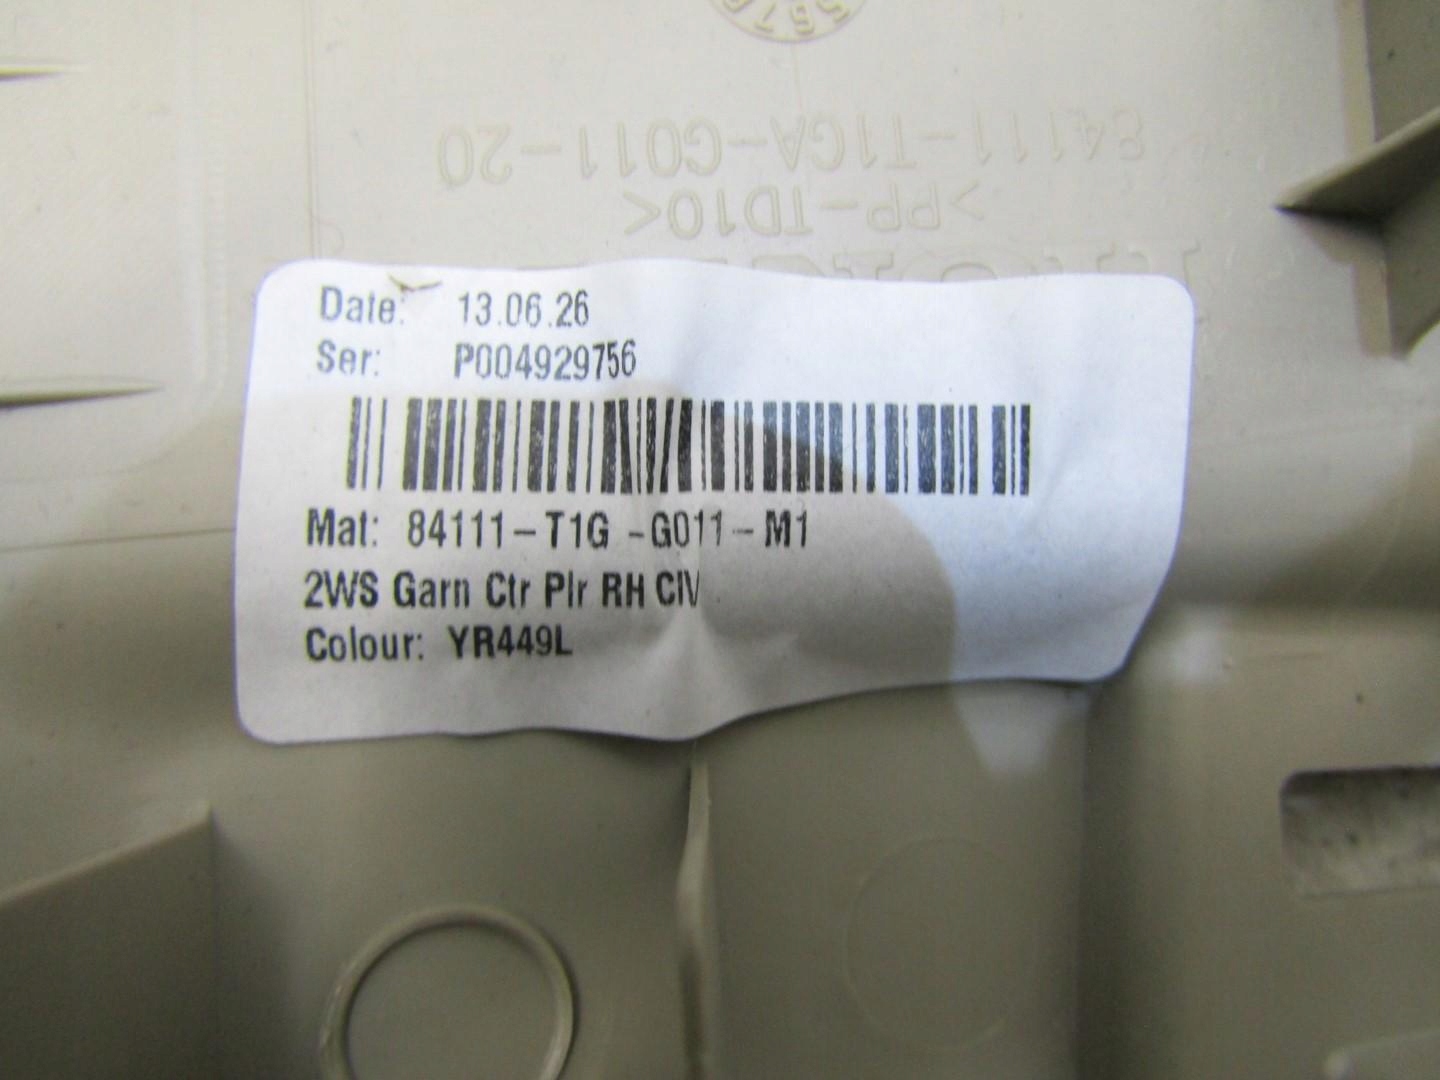 567
84111-T1GA-G011-20
>PP-TD10<
Date: 13.06.26
Ser: P004929756
Mat: 84111-T1G -G011-M1
2WS Garn Ctr Plr RH CIV
Colour: YR449L